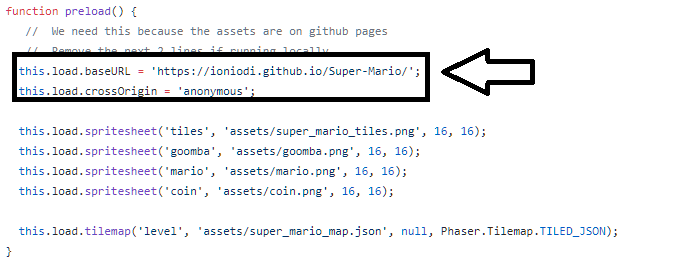 function preload() {
// We need this because the assets are on github pages
// Remove the next 2 lines if running locally
this.load.baseURL = 'https://ioniodi.github.io/Super-Mario/';
this.load.crossOrigin = 'anonymous';
this.load.spritesheet('tiles', 'assets/super_mario_tiles.png', 16, 16);
this.load.spritesheet('goomba', 'assets/goomba.png', 16, 16);
this.load.spritesheet('mario', 'assets/mario.png', 16, 16);
this.load.spritesheet('coin', 'assets/coin.png', 16, 16);
this.load.tilemap('level', 'assets/super_mario_map.json', null, Phaser.Tilemap.TILED_JSON);
}